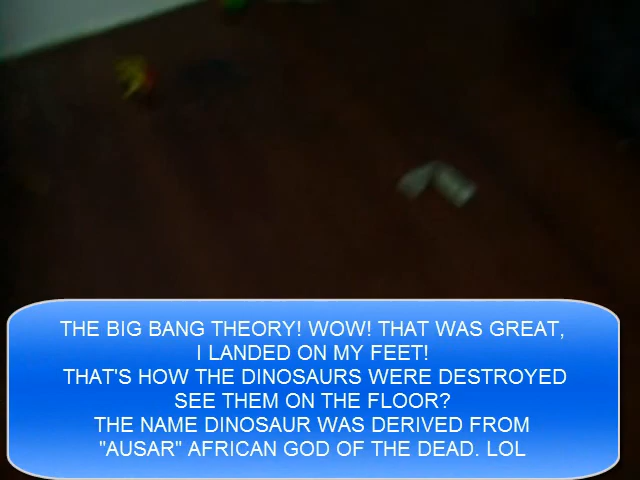 THE BIG BANG THEORY! WOW! THAT WAS GREAT,
I LANDED ON MY FEET!
THAT'S HOW THE DINOSAURS WERE DESTROYED
SEE THEM ON THE FLOOR?
THE NAME DINOSAUR WAS DERIVED FROM
"AUSAR" AFRICAN GOD OF THE DEAD. LOL